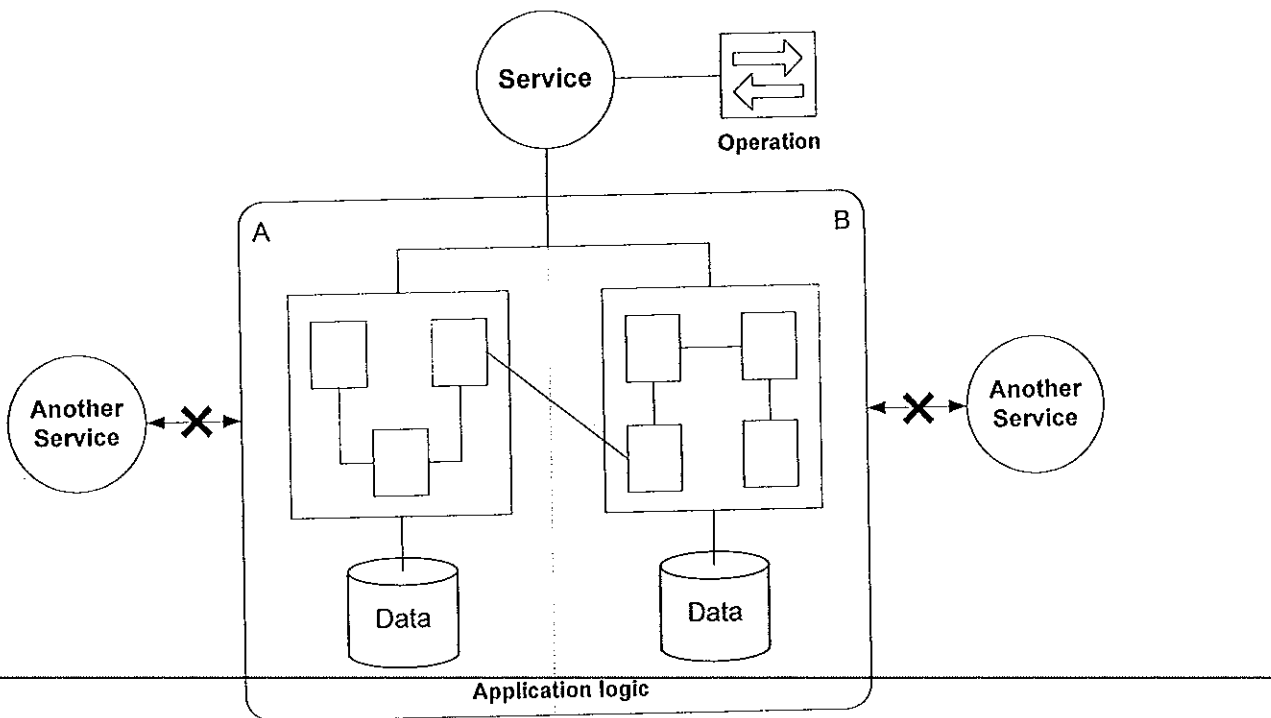 Service
Operation
A
B
Another
Service
Another
Service
Data
Data
Application logic